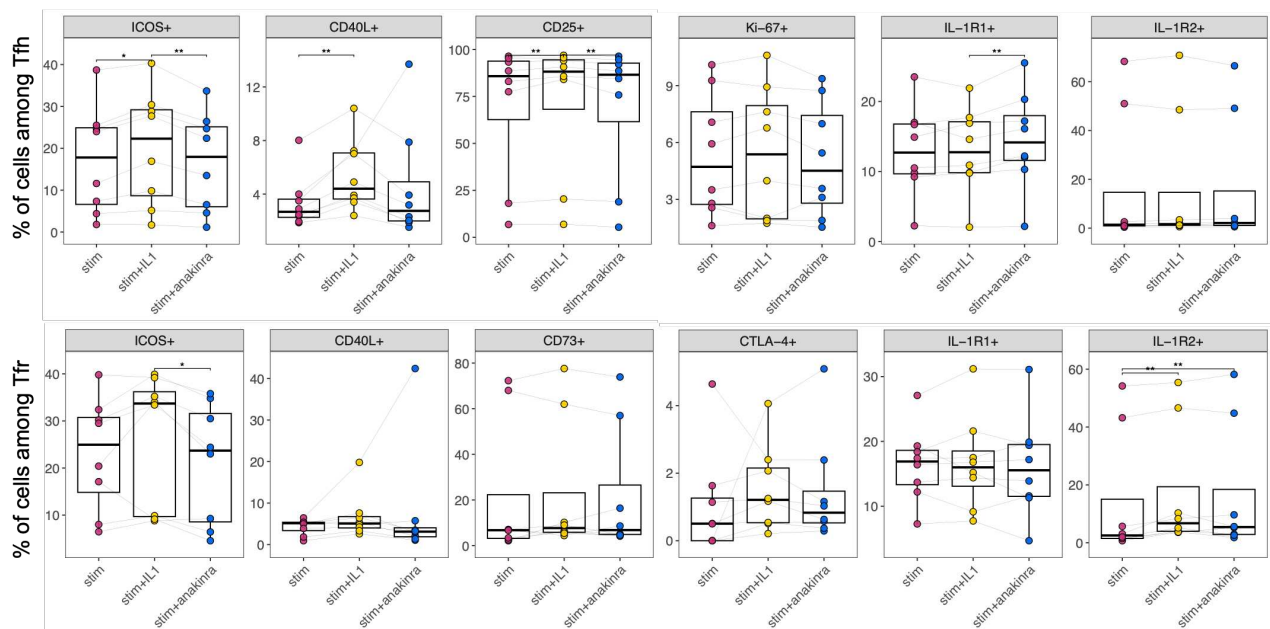 % of cells among Tfh
ICOS+
CD40L+
CD25+
Ki−67+
IL−1R1+
IL−1R2+
* **
**
** **
**
40
30
20
10
0
12
8
4
100
75
50
25
0
9
6
3
20
10
0
60
40
20
0
stim stim+IL1 stim+anakinra
stim stim+IL1 stim+anakinra
stim stim+IL1 stim+anakinra
stim stim+IL1 stim+anakinra
stim stim+IL1 stim+anakinra
stim stim+IL1 stim+anakinra
% of cells among Tfr
ICOS+
CD40L+
CD73+
CTLA−4+
IL−1R1+
IL−1R2+
*
** **
40
30
20
10
40
30
20
10
0
80
60
40
20
0
4
2
0
30
20
10
60
40
20
0
stim stim+IL1 stim+anakinra
stim stim+IL1 stim+anakinra
stim stim+IL1 stim+anakinra
stim stim+IL1 stim+anakinra
stim stim+IL1 stim+anakinra
stim stim+IL1 stim+anakinra